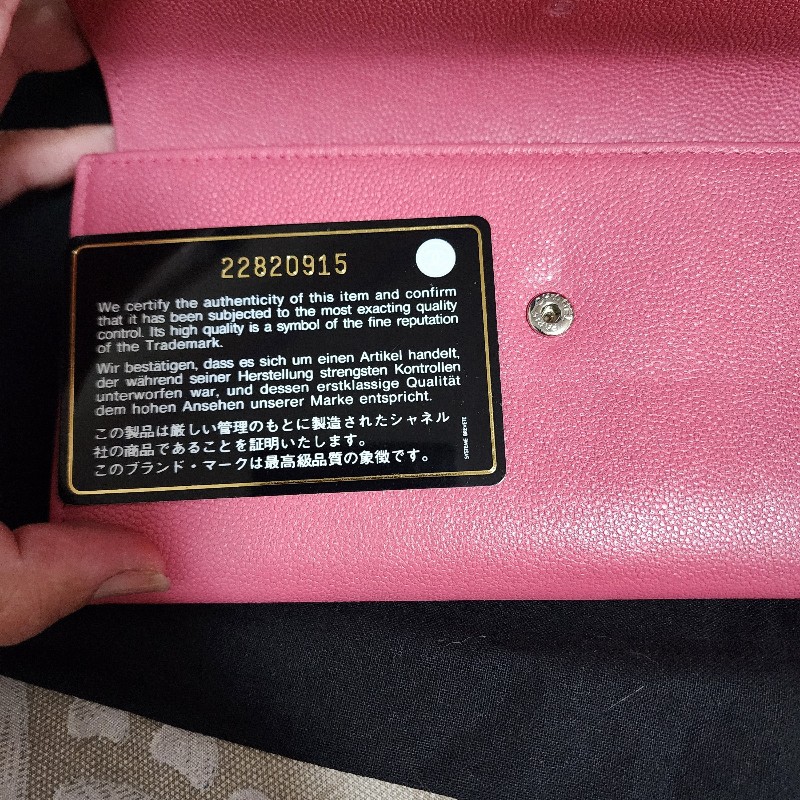 22820915
We certify the authenticity of this item and confirm
that it has been subjected to the most exacting quality
control. Its high quality is a symbol of the fine reputation
of the Trademark.
Wir bestätigen, dass es sich um einen Artikel handelt,
der während seiner Herstellung strengsten Kontrollen
unterworfen war, und dessen erstklassige Qualität
dem hohen Ansehen unserer Marke entspricht.
この製品は厳しい管理のもとに製造されたシャネル
社の商品であることを証明いたします。
このブランド・マークは最高級品質の象徴です。
SYSTEME BREVETE